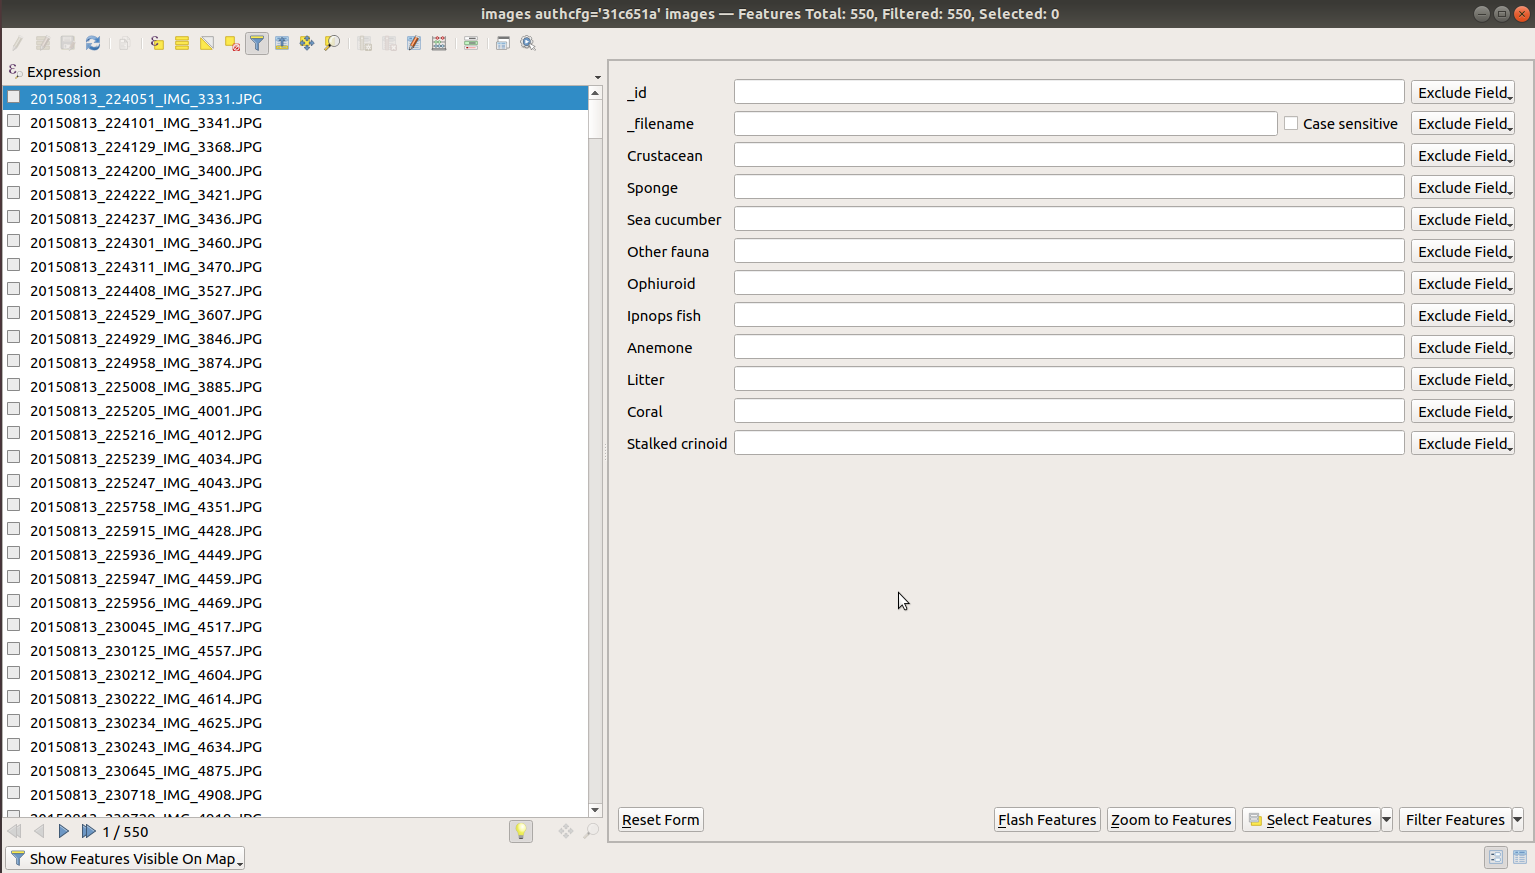 images authcfg='31c651a' images — Features Total: 550, Filtered: 550, Selected: 0
Expression
20150813_224051_IMG_3331.JPG
20150813_224101_IMG_3341.JPG
20150813_224129_IMG_3368.JPG
20150813_224200_IMG_3400.JPG
20150813_224222_IMG_3421.JPG
20150813_224237_IMG_3436.JPG
20150813_224301_IMG_3460.JPG
20150813_224311_IMG_3470.JPG
20150813_224408_IMG_3527.JPG
20150813_224529_IMG_3607.JPG
20150813_224929_IMG_3846.JPG
20150813_224958_IMG_3874.JPG
20150813_225008_IMG_3885.JPG
20150813_225205_IMG_4001.JPG
20150813_225216_IMG_4012.JPG
20150813_225239_IMG_4034.JPG
20150813_225247_IMG_4043.JPG
20150813_225758_IMG_4351.JPG
20150813_225915_IMG_4428.JPG
20150813_225936_IMG_4449.JPG
20150813_225947_IMG_4459.JPG
20150813_225956_IMG_4469.JPG
20150813_230045_IMG_4517.JPG
20150813_230125_IMG_4557.JPG
20150813_230212_IMG_4604.JPG
20150813_230222_IMG_4614.JPG
20150813_230234_IMG_4625.JPG
20150813_230243_IMG_4634.JPG
20150813_230645_IMG_4875.JPG
20150813_230718_IMG_4908.JPG
1 / 550
Show Features Visible On Map
_id Exclude Field
_filename Case sensitive Exclude Field
Crustacean Exclude Field
Sponge Exclude Field
Sea cucumber Exclude Field
Other fauna Exclude Field
Ophiuroid Exclude Field
Ipnops fish Exclude Field
Anemone Exclude Field
Litter Exclude Field
Coral Exclude Field
Stalked crinoid Exclude Field
Reset Form Flash Features Zoom to Features Select Features Filter Features